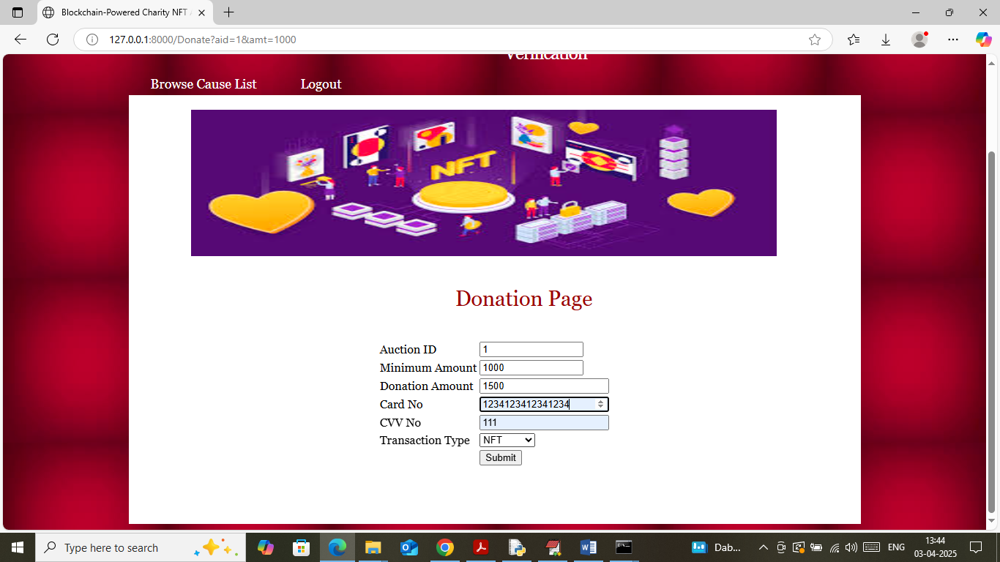 Blockchain-Powered Charity NFT
127.0.0.1:8000/Donate?aid=1&amt=1000
Verification
Browse Cause List Logout
NFT
Donation Page
Auction ID 1
Minimum Amount 1000
Donation Amount 1500
Card No 1234123412341234
CVV No 111
Transaction Type NFT
Submit
Type here to search
Dab...
ENG
13:44
03-04-2025